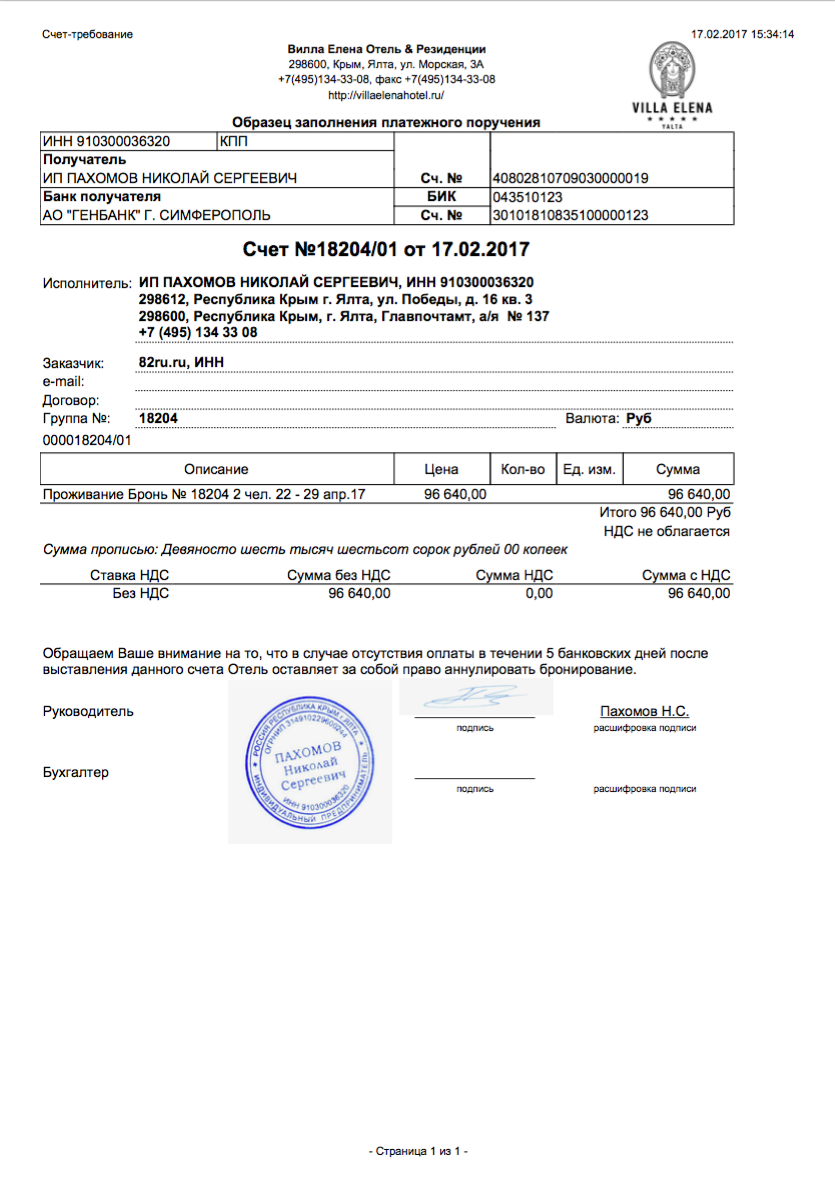 Счет-требование
17.02.2017 15:34:14
Вилла Елена Отель & Резиденции
298600, Крым, Ялта, ул. Морская, 3А
+7(495)134-33-08, факс +7(495)134-33-08
http://villaelenahotel.ru/
VILLA ELENA
YALTA
Образец заполнения платежного поручения
ИНН 910300036320 КПП
Получатель
ИП ПАХОМОВ НИКОЛАЙ СЕРГЕЕВИЧ Сч. № 40802810709030000019
Банк получателя БИК 043510123
АО "ГЕНБАНК" Г. СИМФЕРОПОЛЬ Сч. № 30101810835100000123
Счет №18204/01 от 17.02.2017
Исполнитель: ИП ПАХОМОВ НИКОЛАЙ СЕРГЕЕВИЧ, ИНН 910300036320
298612, Республика Крым г. Ялта, ул. Победы, д. 16 кв. 3
298600, Республика Крым, г. Ялта, Главпочтамт, а/я № 137
+7 (495) 134 33 08
Заказчик: 82ru.ru, ИНН
e-mail:
Договор:
Группа №: 18204 Валюта: Руб
000018204/01
Описание Цена Кол-во Ед. изм. Сумма
Проживание Бронь № 18204 2 чел. 22 - 29 апр.17 96 640,00 96 640,00
Итого 96 640,00 Руб
НДС не облагается
Сумма прописью: Девяносто шесть тысяч шестьсот сорок рублей 00 копеек
Ставка НДС Сумма без НДС Сумма НДС Сумма с НДС
Без НДС 96 640,00 0,00 96 640,00
Обращаем Ваше внимание на то, что в случае отсутствия оплаты в течении 5 банковских дней после
выставления данного счета Отель оставляет за собой право аннулировать бронирование.
Руководитель Пахомов Н.С.
подпись расшифровка подписи
РОССИЯ РЕСПУБЛИКА КРЫМ г. ЯЛТА
ОГРНИП 314910229600244
ПАХОМОВ
Николай
Сергеевич
ИНН 910300036320
ИНДИВИДУАЛЬНЫЙ ПРЕДПРИНИМАТЕЛЬ
Бухгалтер
подпись расшифровка подписи
- Страница 1 из 1 -